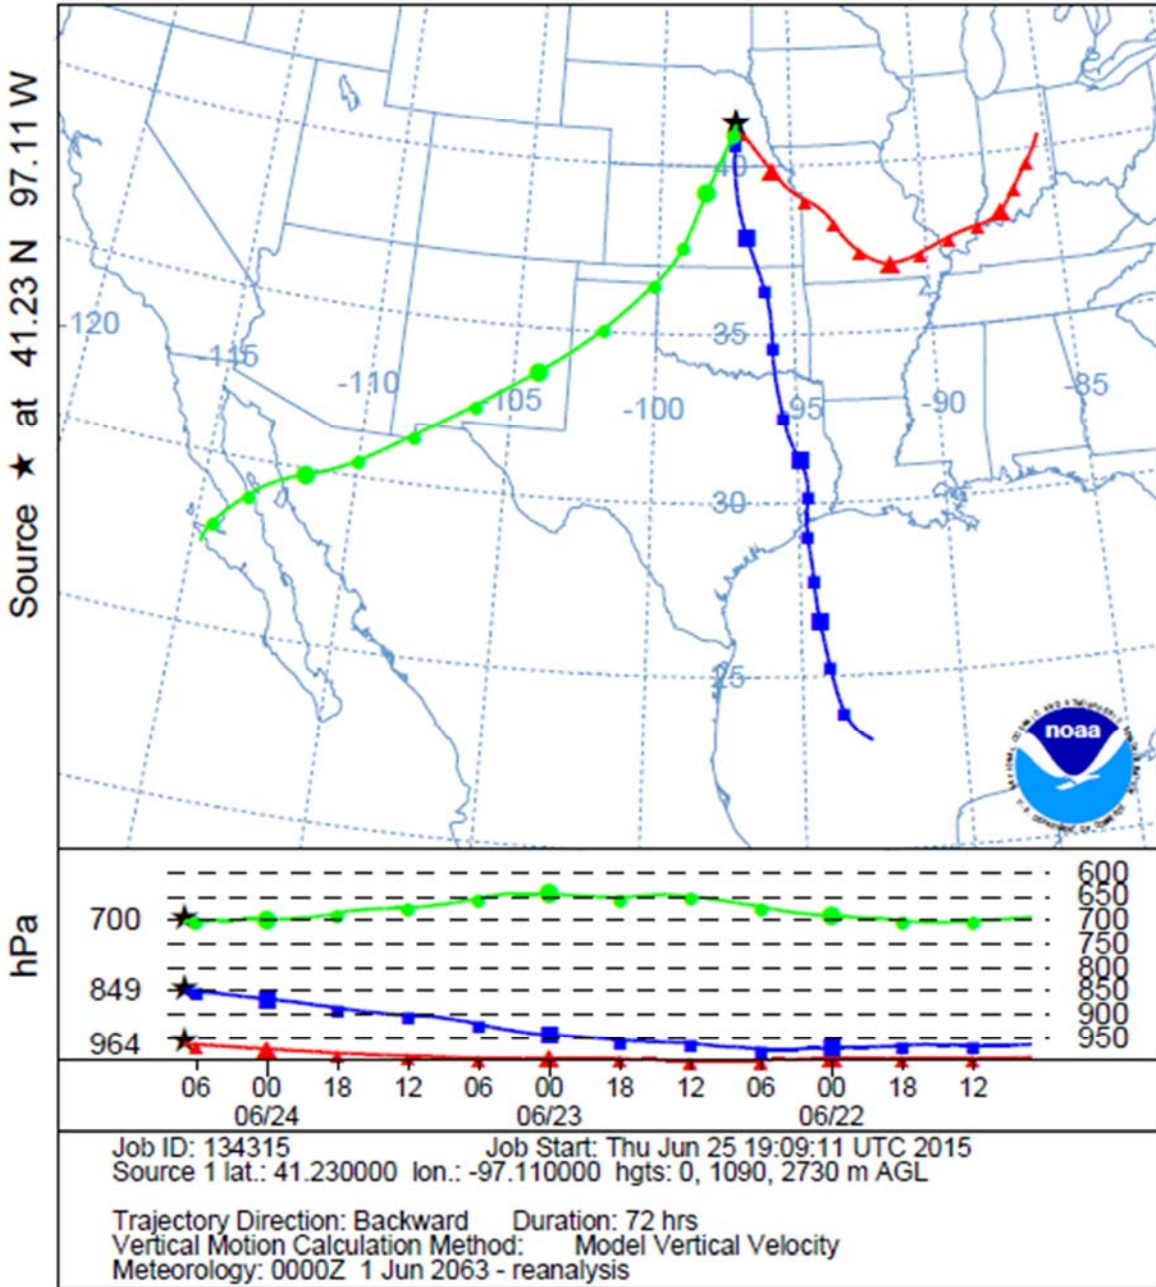 Source ★ at 41.23 N 97.11 W
40
-120
-115
35
-110
-105
-100
-95
-90
-85
30
25
noaa
hPa
600
650
700 700
750
800
849 850
900
950
964
06 00 18 12 06 00 18 12 06 00 18 12
06/24 06/23 06/22
Job ID: 134315 Job Start: Thu Jun 25 19:09:11 UTC 2015
Source 1 lat.: 41.230000 lon.: -97.110000 hgts: 0, 1090, 2730 m AGL
Trajectory Direction: Backward Duration: 72 hrs
Vertical Motion Calculation Method: Model Vertical Velocity
Meteorology: 0000Z 1 Jun 2063 - reanalysis